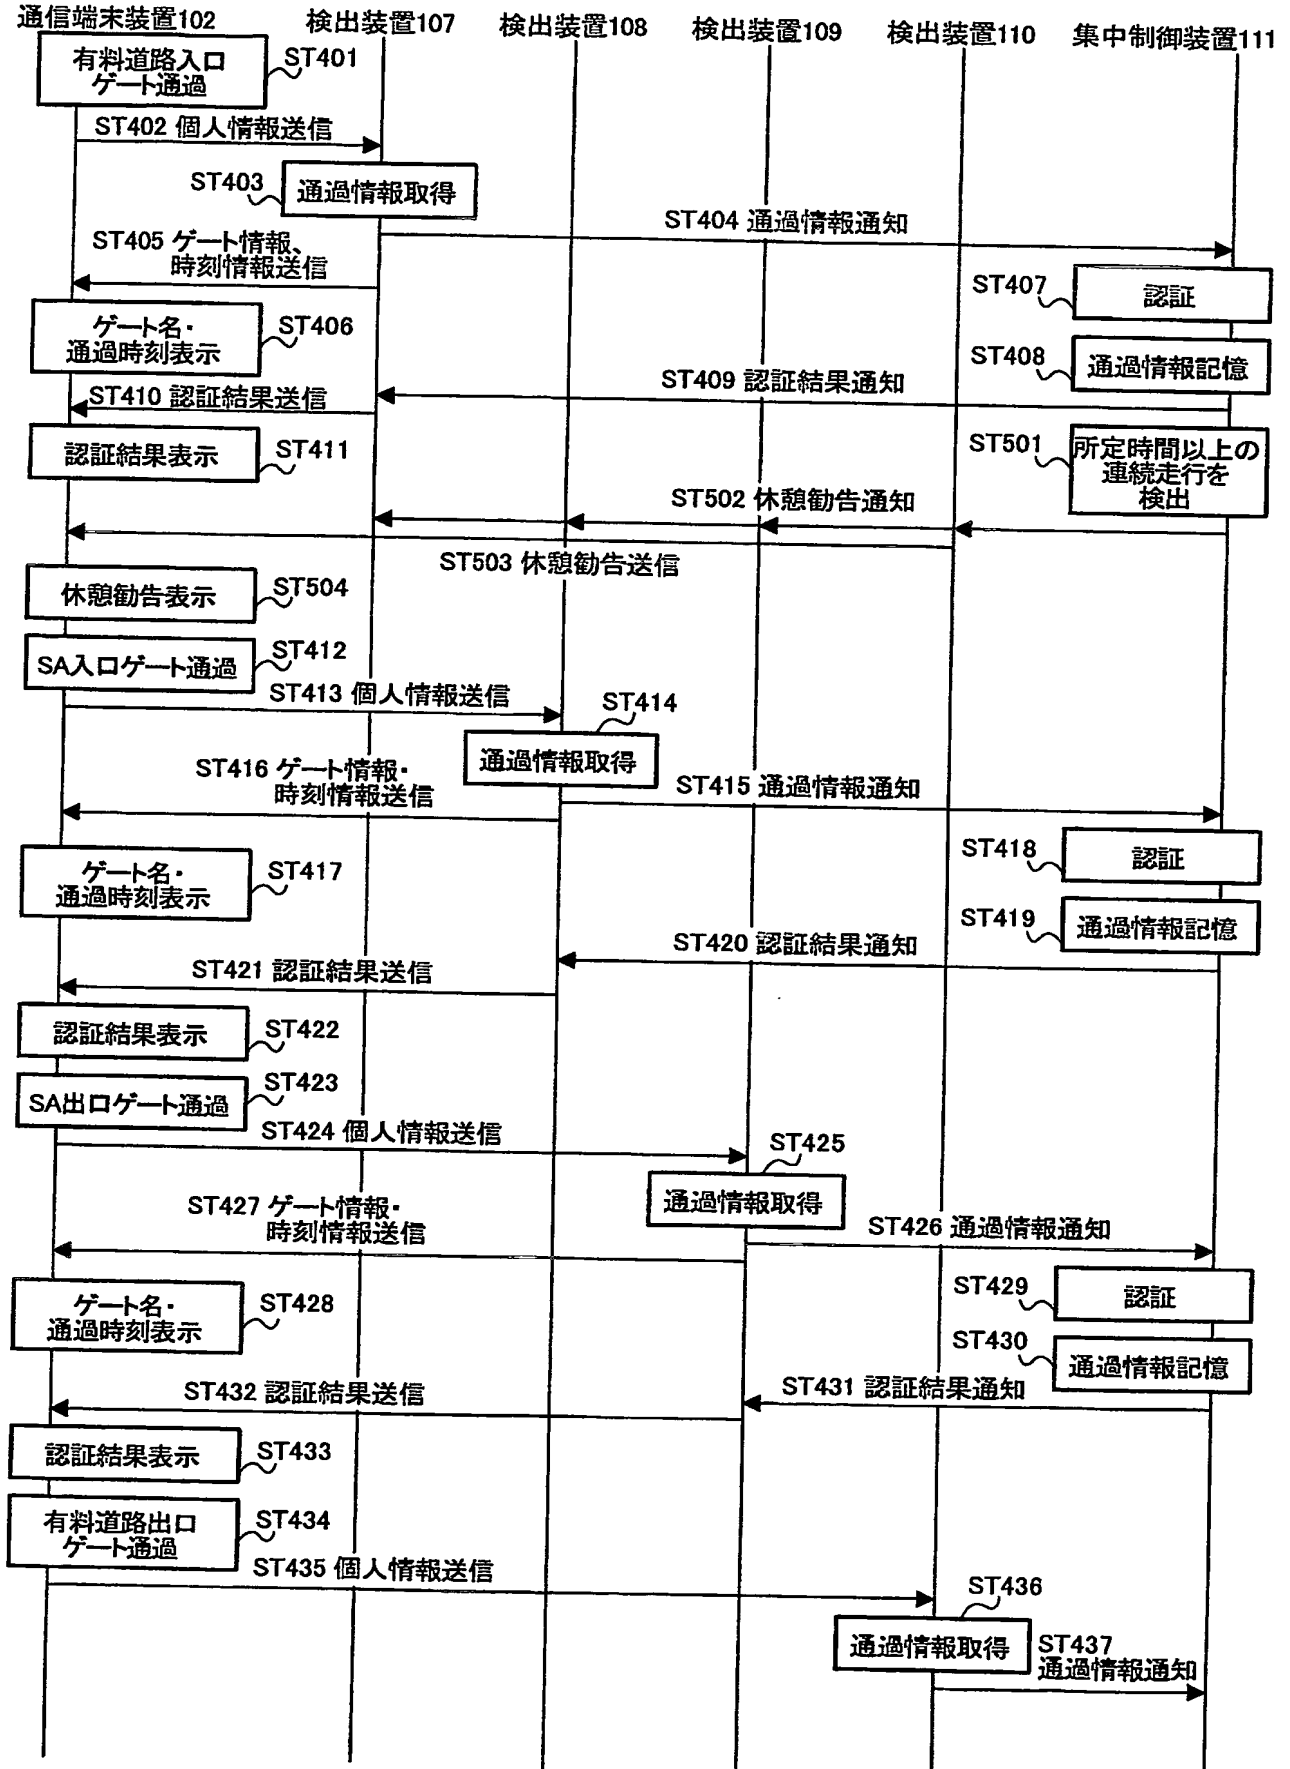 通信端末装置102
検出装置107
検出装置108
検出装置109
検出装置110
集中制御装置111
有料道路入口
ゲート通過
ST401
ST402 個人情報送信
ST403
通過情報取得
ST404 通過情報通知
ST405 ゲート情報、
時刻情報送信
ST407
認証
ゲート名・
通過時刻表示
ST406
ST408
通過情報記憶
ST409 認証結果通知
ST410 認証結果送信
認証結果表示
ST411
ST501
所定時間以上の
連続走行を
検出
ST502 休憩勧告通知
ST503 休憩勧告送信
休憩勧告表示
ST504
SA入口ゲート通過
ST412
ST413 個人情報送信
ST414
通過情報取得
ST416 ゲート情報・
時刻情報送信
ST415 通過情報通知
ST418
認証
ゲート名・
通過時刻表示
ST417
ST419
通過情報記憶
ST420 認証結果通知
ST421 認証結果送信
認証結果表示
ST422
SA出口ゲート通過
ST423
ST424 個人情報送信
ST425
通過情報取得
ST427 ゲート情報・
時刻情報送信
ST426 通過情報通知
ST429
認証
ゲート名・
通過時刻表示
ST428
ST430
通過情報記憶
ST431 認証結果通知
ST432 認証結果送信
認証結果表示
ST433
有料道路出口
ゲート通過
ST434
ST435 個人情報送信
ST436
通過情報取得
ST437
通過情報通知